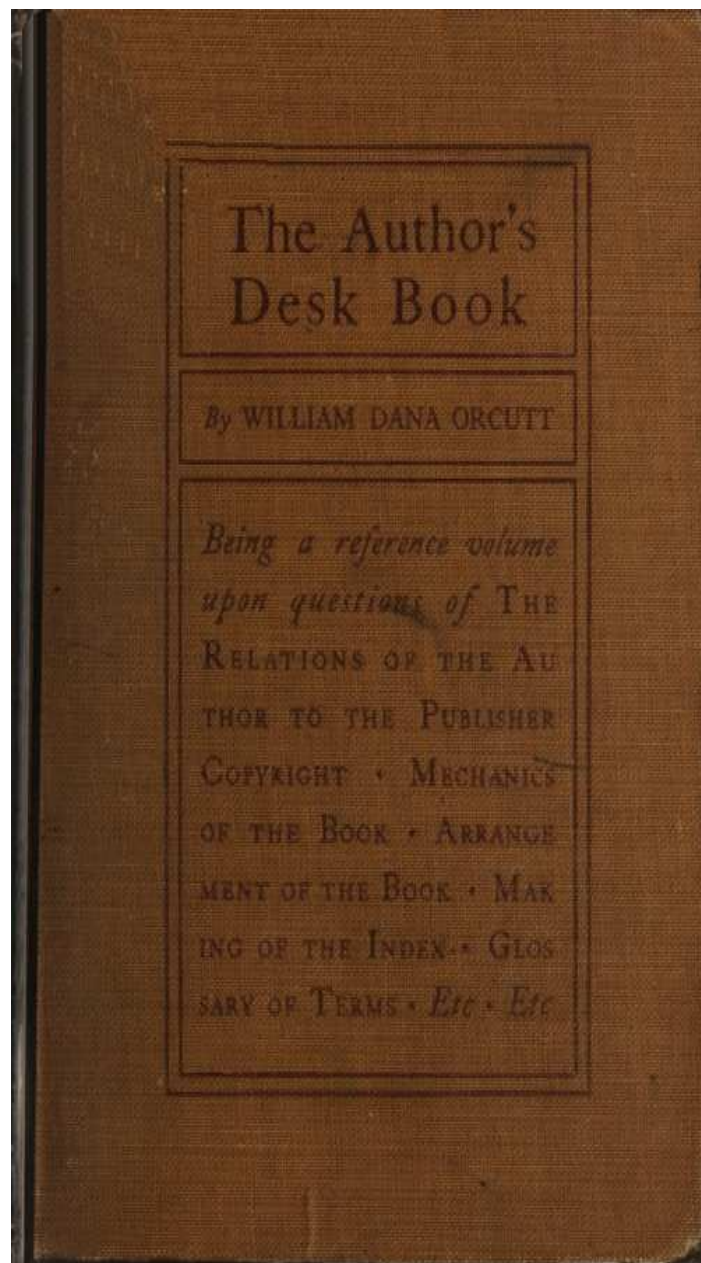 The Author's
Desk Book
By WILLIAM DANA ORCUTT
Being a reference volume
upon questions of THE
RELATIONS OF THE AU
THOR TO THE PUBLISHER
COPYRIGHT · MECHANICS
OF THE BOOK · ARRANGE
MENT OF THE BOOK · MAK
ING OF THE INDEX · GLOS
SARY OF TERMS · Etc · Etc